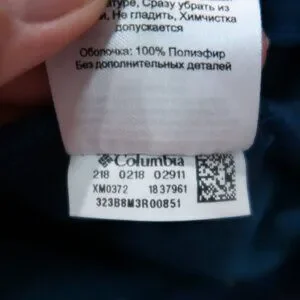 атуре, Сразу убрать из
и, Не гладить, Химчистка
допускается
Оболочка: 100% Полиэфир
Без дополнительных деталей
Columbia
218 0218 02911
XM0372 1837961
323B8M3R00851